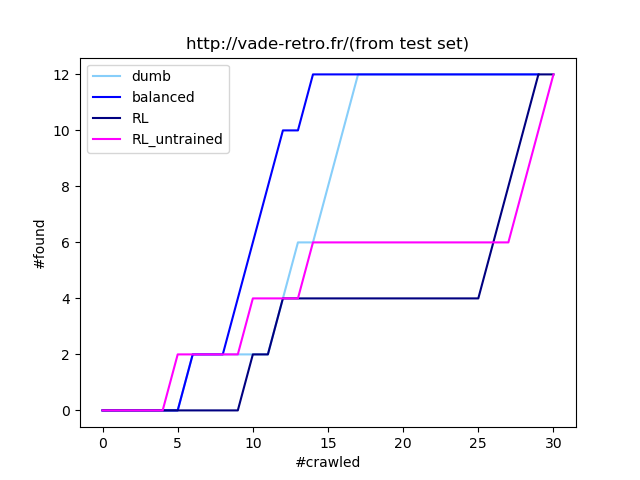 http://vade-retro.fr/(from test set)
dumb
balanced
RL
RL_untrained
#found
12
10
8
6
4
2
0
0 5 10 15 20 25 30
#crawled